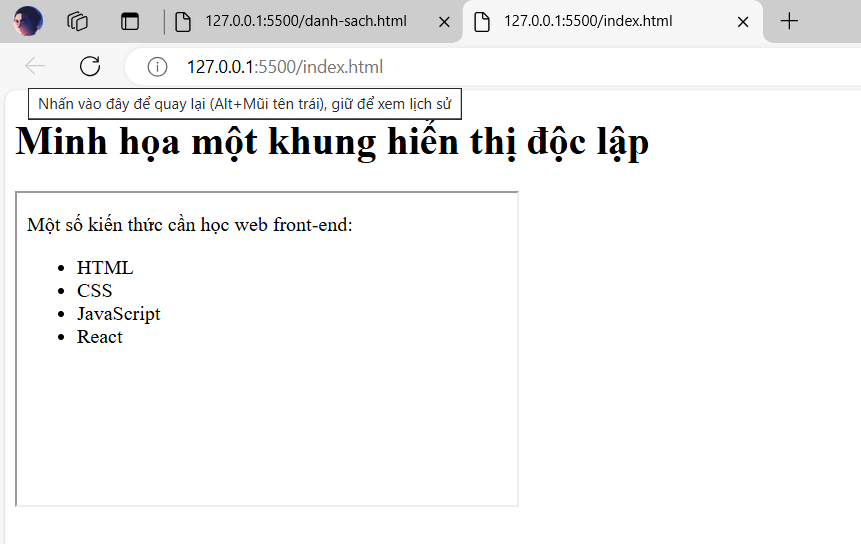 127.0.0.1:5500/danh-sach.html
127.0.0.1:5500/index.html
127.0.0.1:5500/index.html
Nhấn vào đây để quay lại (Alt+Mũi tên trái), giữ để xem lịch sử
Minh họa một khung hiển thị độc lập
Một số kiến thức cần học web front-end:
• HTML
• CSS
• JavaScript
• React